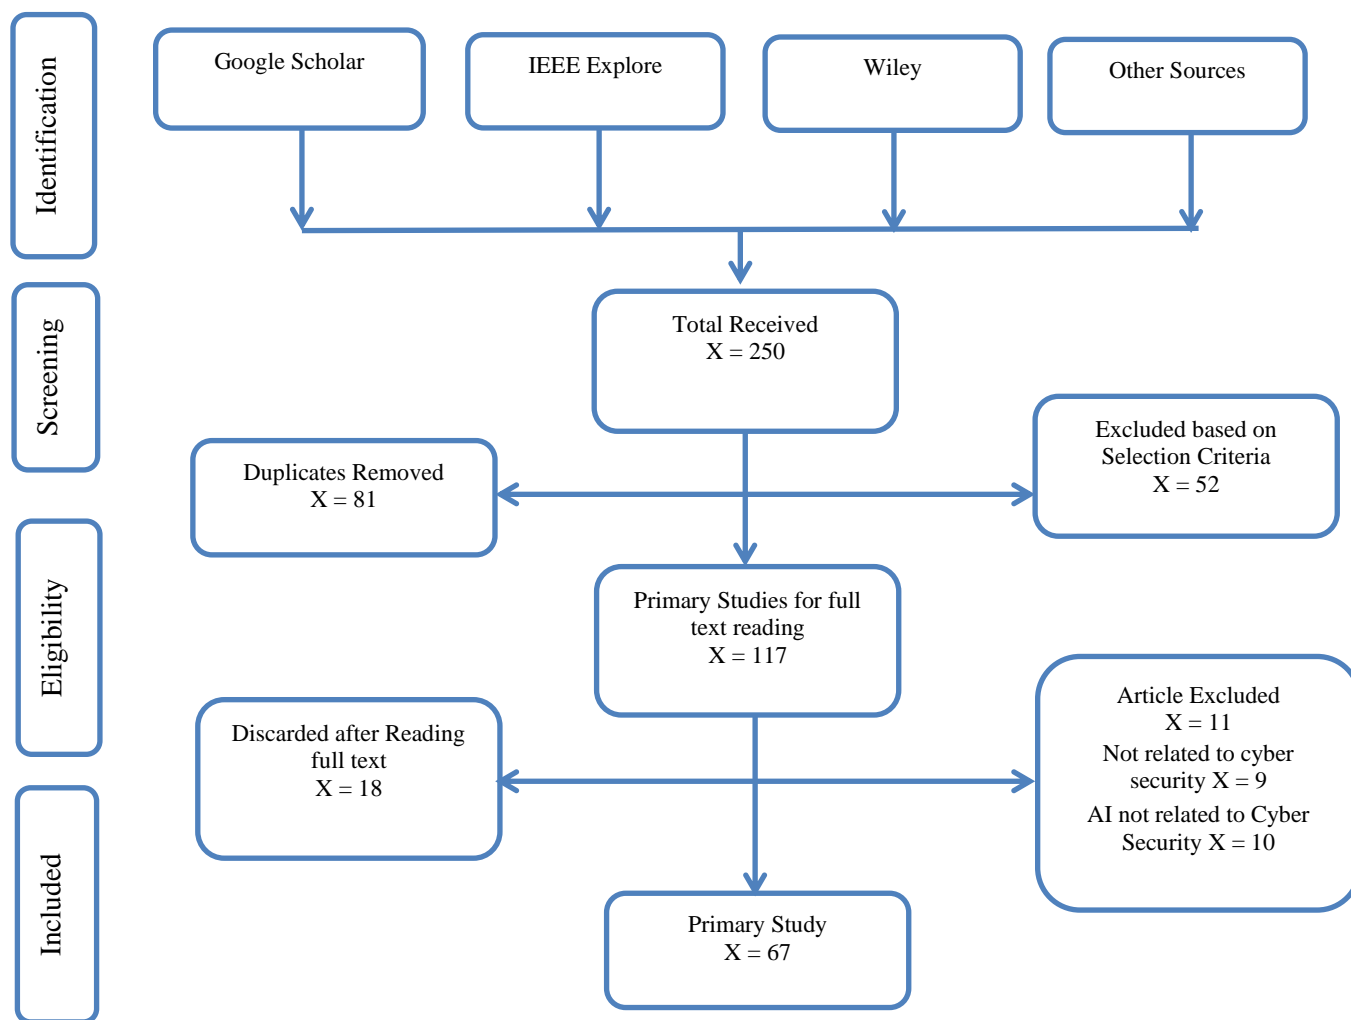 Identification
Google Scholar
IEEE Explore
Wiley
Other Sources
Screening
Total Received
X = 250
Duplicates Removed
X = 81
Excluded based on
Selection Criteria
X = 52
Eligibility
Primary Studies for full
text reading
X = 117
Discarded after Reading
full text
X = 18
Article Excluded
X = 11
Not related to cyber
security X = 9
AI not related to Cyber
Security X = 10
Included
Primary Study
X = 67